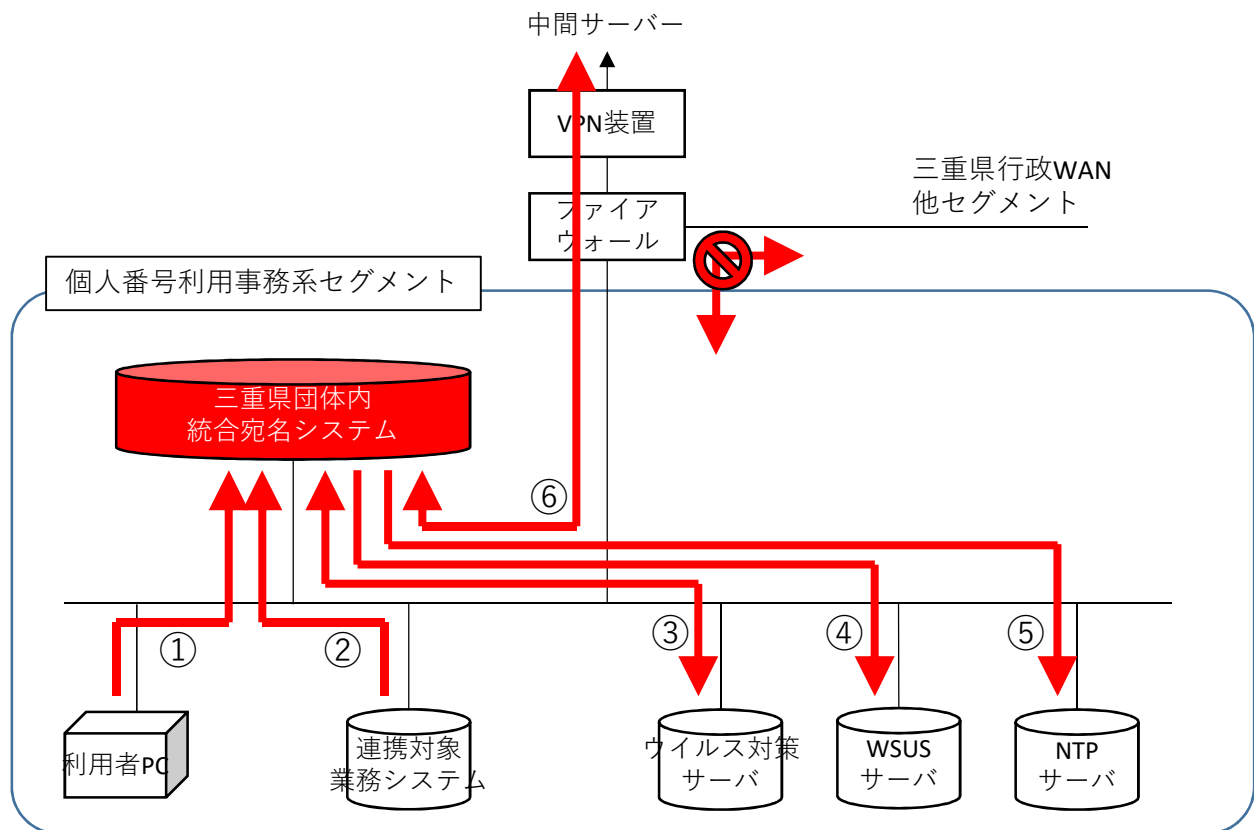 中間サーバー
VPN装置
ファイア
ウォール
三重県行政WAN
他セグメント
個人番号利用事務系セグメント
三重県団体内
統合宛名システム
⑥
①
②
③
④
⑤
利用者PC
連携対象
業務システム
ウイルス対策
サーバ
WSUS
サーバ
NTP
サーバ